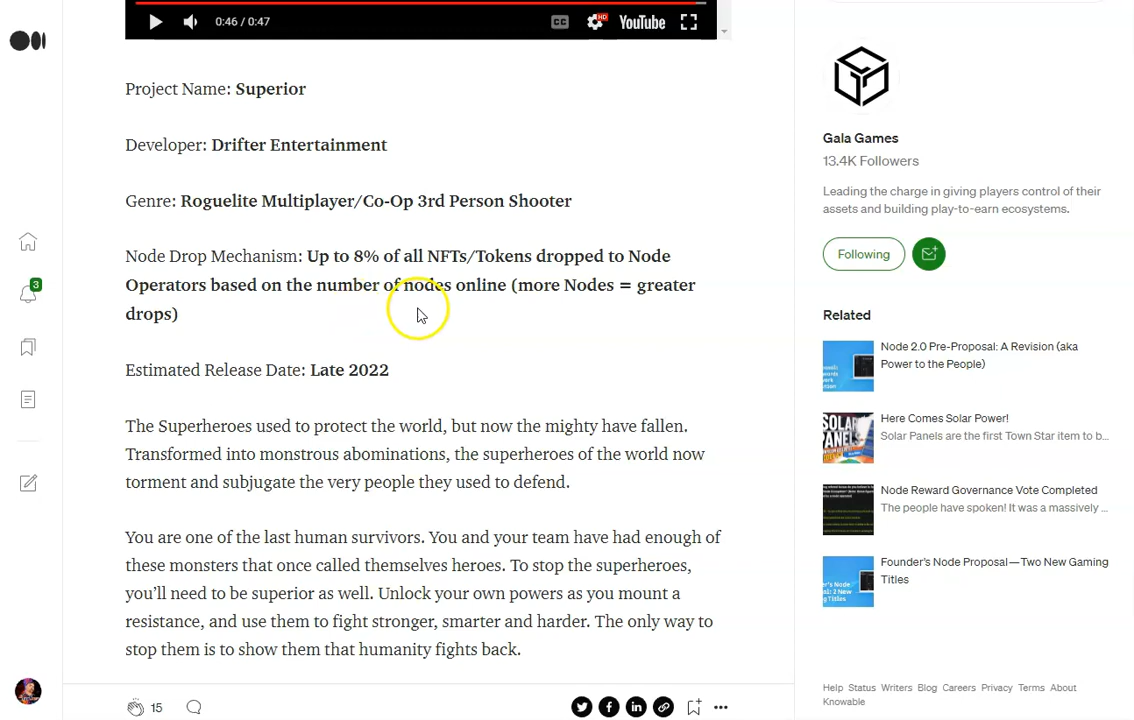 0:46 / 0:47
CC
HD
YouTube
Project Name: Superior
Developer: Drifter Entertainment
Genre: Roguelite Multiplayer/Co-Op 3rd Person Shooter
Node Drop Mechanism: Up to 8% of all NFTs/Tokens dropped to Node
Operators based on the number of nodes online (more Nodes = greater
drops)
Estimated Release Date: Late 2022
The Superheroes used to protect the world, but now the mighty have fallen.
Transformed into monstrous abominations, the superheroes of the world now
torment and subjugate the very people they used to defend.
You are one of the last human survivors. You and your team have had enough of
these monsters that once called themselves heroes. To stop the superheroes,
you’ll need to be superior as well. Unlock your own powers as you mount a
resistance, and use them to fight stronger, smarter and harder. The only way to
stop them is to show them that humanity fights back.
15
3
Gala Games
13.4K Followers
Leading the charge in giving players control of their
assets and building play-to-earn ecosystems.
Following
Related
Node 2.0 Pre-Proposal: A Revision (aka
Power to the People)
Here Comes Solar Power!
Solar Panels are the first Town Star item to b...
SOLAR
PANEL
Node Reward Governance Vote Completed
The people have spoken! It was a massively ...
Founder’s Node Proposal — Two New Gaming
Titles
Help Status Writers Blog Careers Privacy Terms About
Knowable